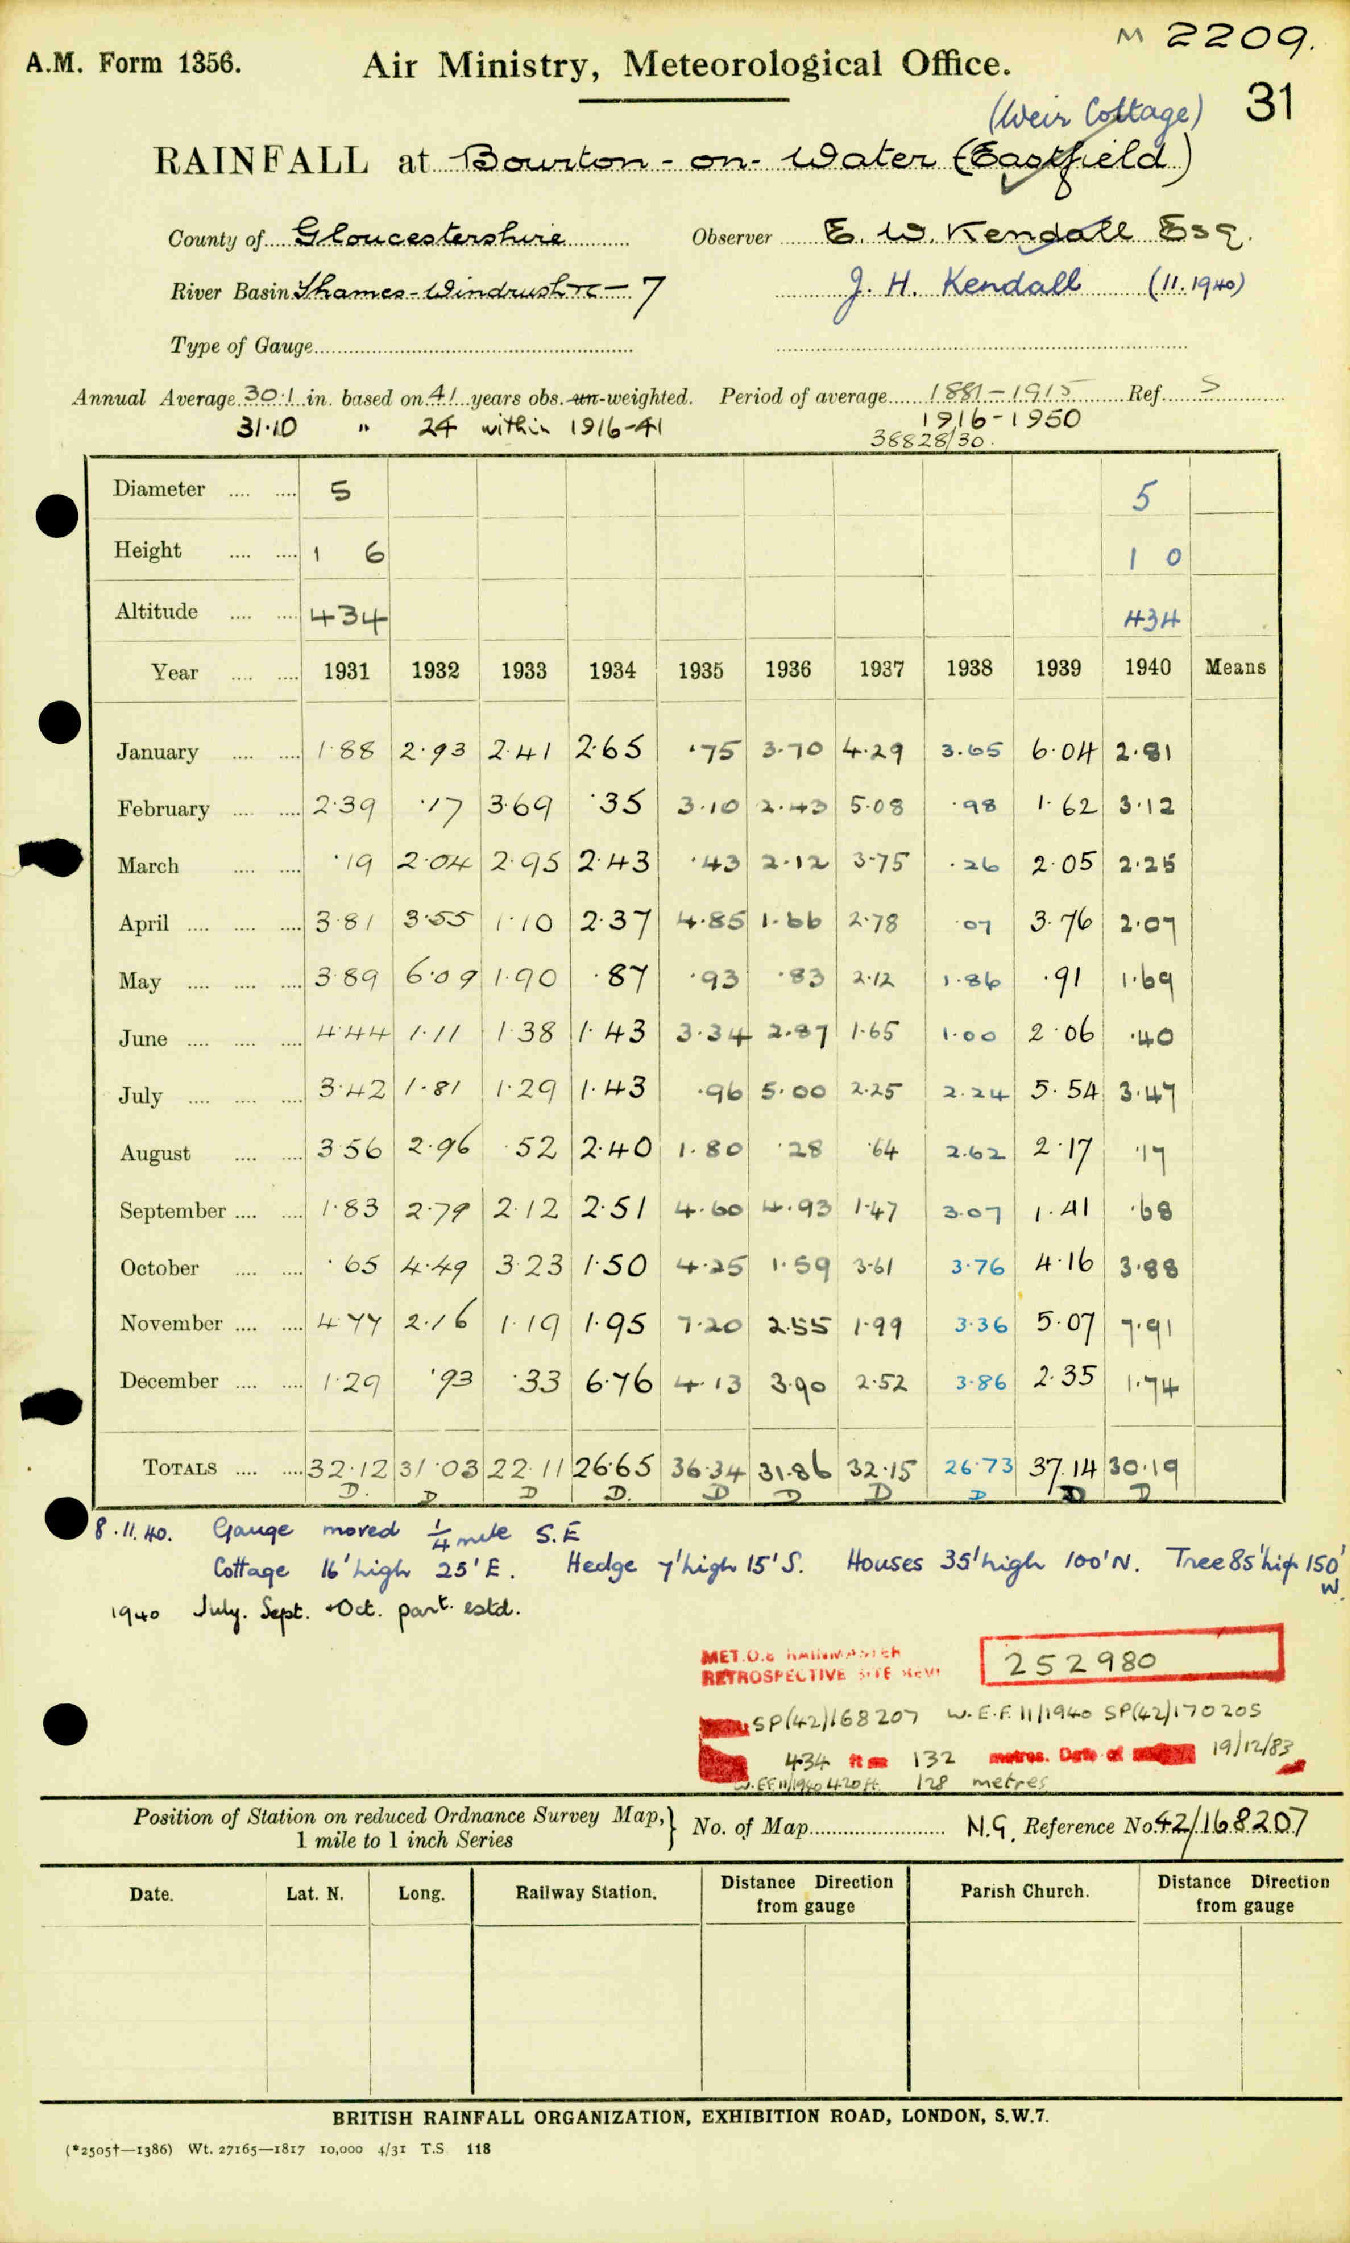 M 2209.
A.M. Form 1356. Air Ministry, Meteorological Office.
31
(Weir Cottage)
RAINFALL at Bourton-on-Water (Eastfield)
County of Gloucestershire Observer E. W. Kendall Esq.
River Basin Thames-Windrush - 7 J. H. Kendall (11.1940)
Type of Gauge
Annual Average 30.1 in. based on 41 years obs. un-weighted. Period of average 1881-1915 Ref. S
31.10 " 24 within 1916-41 1916-1950
36828/30.
Diameter 5 5
Height 1 6 1 0
Altitude 434 434
Year 1931 1932 1933 1934 1935 1936 1937 1938 1939 1940 Means
January 1.88 2.93 2.41 2.65 .75 3.70 4.29 3.65 6.04 2.81
February 2.39 .17 3.69 .35 3.10 2.43 5.08 .98 1.62 3.12
March .19 2.04 2.95 2.43 .43 2.12 3.75 .26 2.05 2.25
April 3.81 3.55 1.10 2.37 4.85 1.66 2.78 .07 3.76 2.07
May 3.89 6.09 1.90 .87 .93 .83 2.12 1.86 .91 1.69
June 4.44 1.11 1.38 1.43 3.34 2.87 1.65 1.00 2.06 .40
July 3.42 1.81 1.29 1.43 .96 5.00 2.25 2.24 5.54 3.47
August 3.56 2.96 .52 2.40 1.80 .28 .64 2.62 2.17 .17
September 1.83 2.79 2.12 2.51 4.60 4.93 1.47 3.07 1.41 .68
October .65 4.49 3.23 1.50 4.25 1.59 3.61 3.76 4.16 3.88
November 4.77 2.16 1.19 1.95 7.20 2.55 1.99 3.36 5.07 7.91
December 1.29 .93 .33 6.76 4.13 3.90 2.52 3.86 2.35 1.74
TOTALS 32.12 31.03 22.11 26.65 36.34 31.86 32.15 26.73 37.14 30.19
D. D D D. D D D D D D
8.11.40. Gauge moved 1/4 mile S.E
Cottage 16' high 25' E. Hedge 7' high 15' S. Houses 35' high 100' N. Tree 85' high 150' W.
1940 July. Sept. + Oct. part. estd.
MET.O.8 RAINMASTER
RETROSPECTIVE SITE
252980
SP(42)168207 W.E.F. 11/1940 SP(42)170205
434 ft 132 metres. Date of 19/12/83
W.E.F 11/1940 420 ft. 128 metres
Position of Station on reduced Ordnance Survey Map,
1 mile to 1 inch Series
No. of Map N.G. Reference No. 42/168207
Date. Lat. N. Long. Railway Station. Distance Direction from gauge Parish Church. Distance Direction from gauge
BRITISH RAINFALL ORGANIZATION, EXHIBITION ROAD, LONDON, S.W.7.
(*2505†—1386) Wt. 27165—1817 10,000 4/31 T.S 118